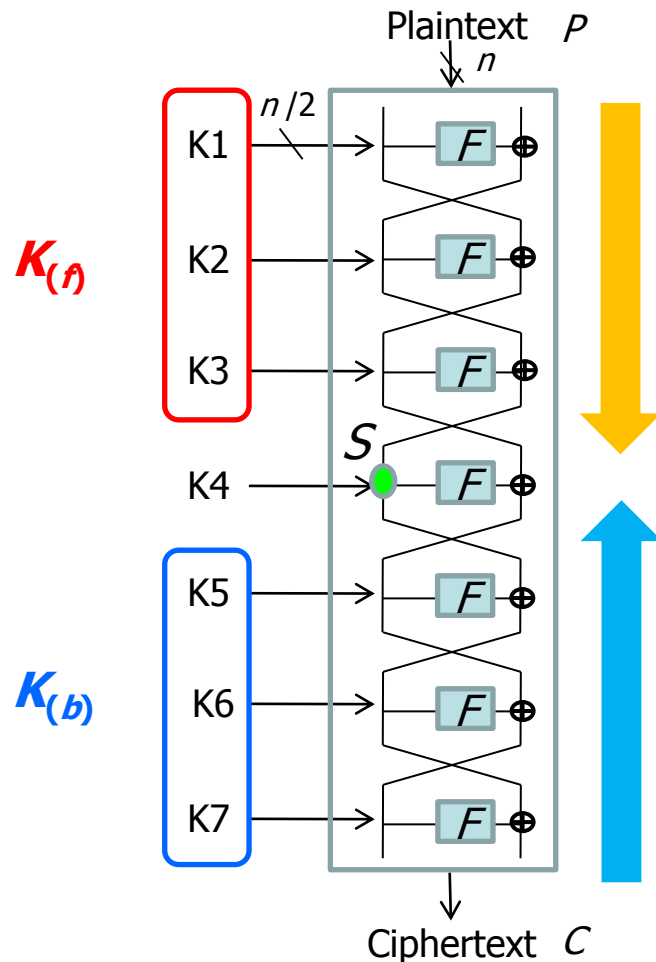 Plaintext P
n
n/2
K1 F
K(f) K2 F
K3 F
S
K4 F
K5 F
K(b) K6 F
K7 F
Ciphertext C